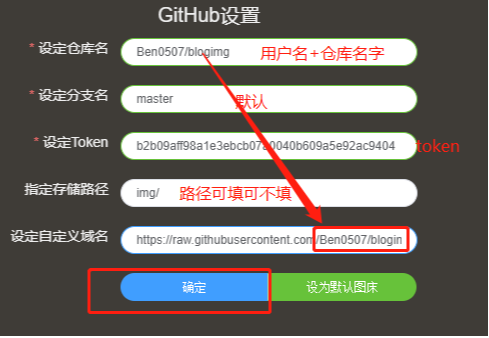 GitHub设置
* 设定仓库名 Ben0507/blogimg 用户名+仓库名字
* 设定分支名 master 默认
* 设定Token b2b09aff98a1e3ebcb07a0040b609a5e92ac9404 token
指定存储路径 img/ 路径可填可不填
设定自定义域名 https://raw.githubusercontent.com/Ben0507/blogin
确定 设为默认图床